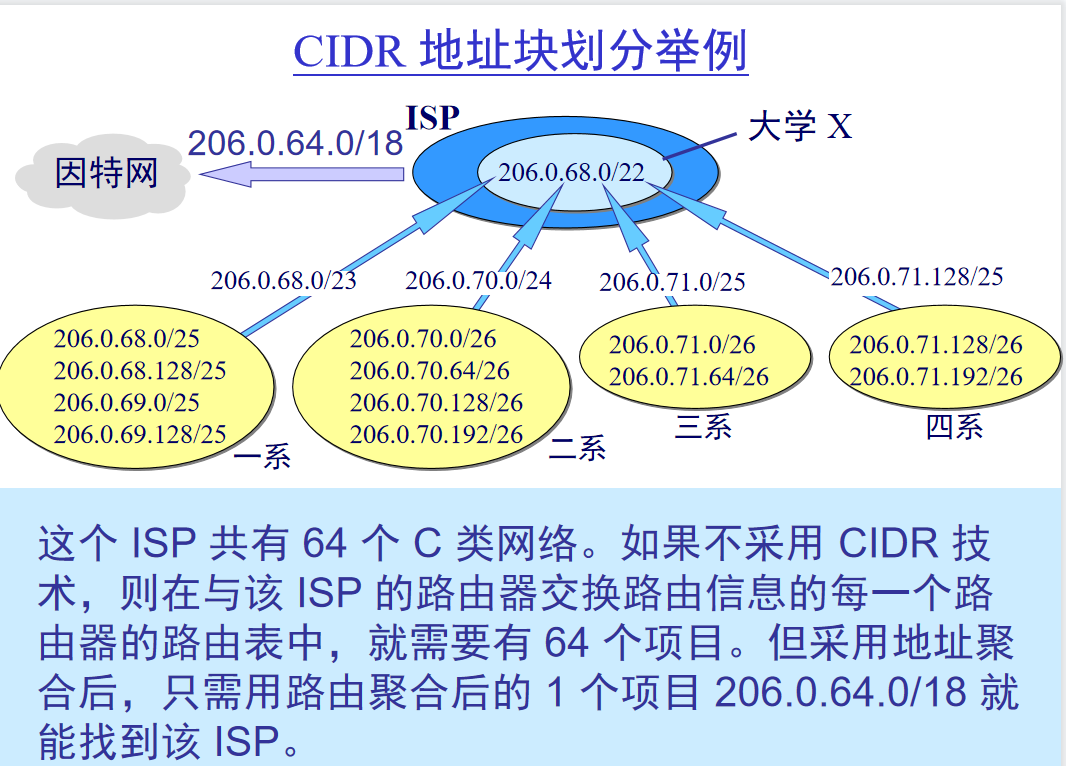 CIDR 地址块划分举例
ISP
大学 X
206.0.64.0/18
因特网
206.0.68.0/22
206.0.68.0/23
206.0.70.0/24
206.0.71.0/25
206.0.71.128/25
206.0.68.0/25
206.0.68.128/25
206.0.69.0/25
206.0.69.128/25
一系
206.0.70.0/26
206.0.70.64/26
206.0.70.128/26
206.0.70.192/26
二系
206.0.71.0/26
206.0.71.64/26
三系
206.0.71.128/26
206.0.71.192/26
四系
这个 ISP 共有 64 个 C 类网络。如果不采用 CIDR 技
术，则在与该 ISP 的路由器交换路由信息的每一个路
由器的路由表中，就需要有 64 个项目。但采用地址聚
合后，只需用路由聚合后的 1 个项目 206.0.64.0/18 就
能找到该 ISP。